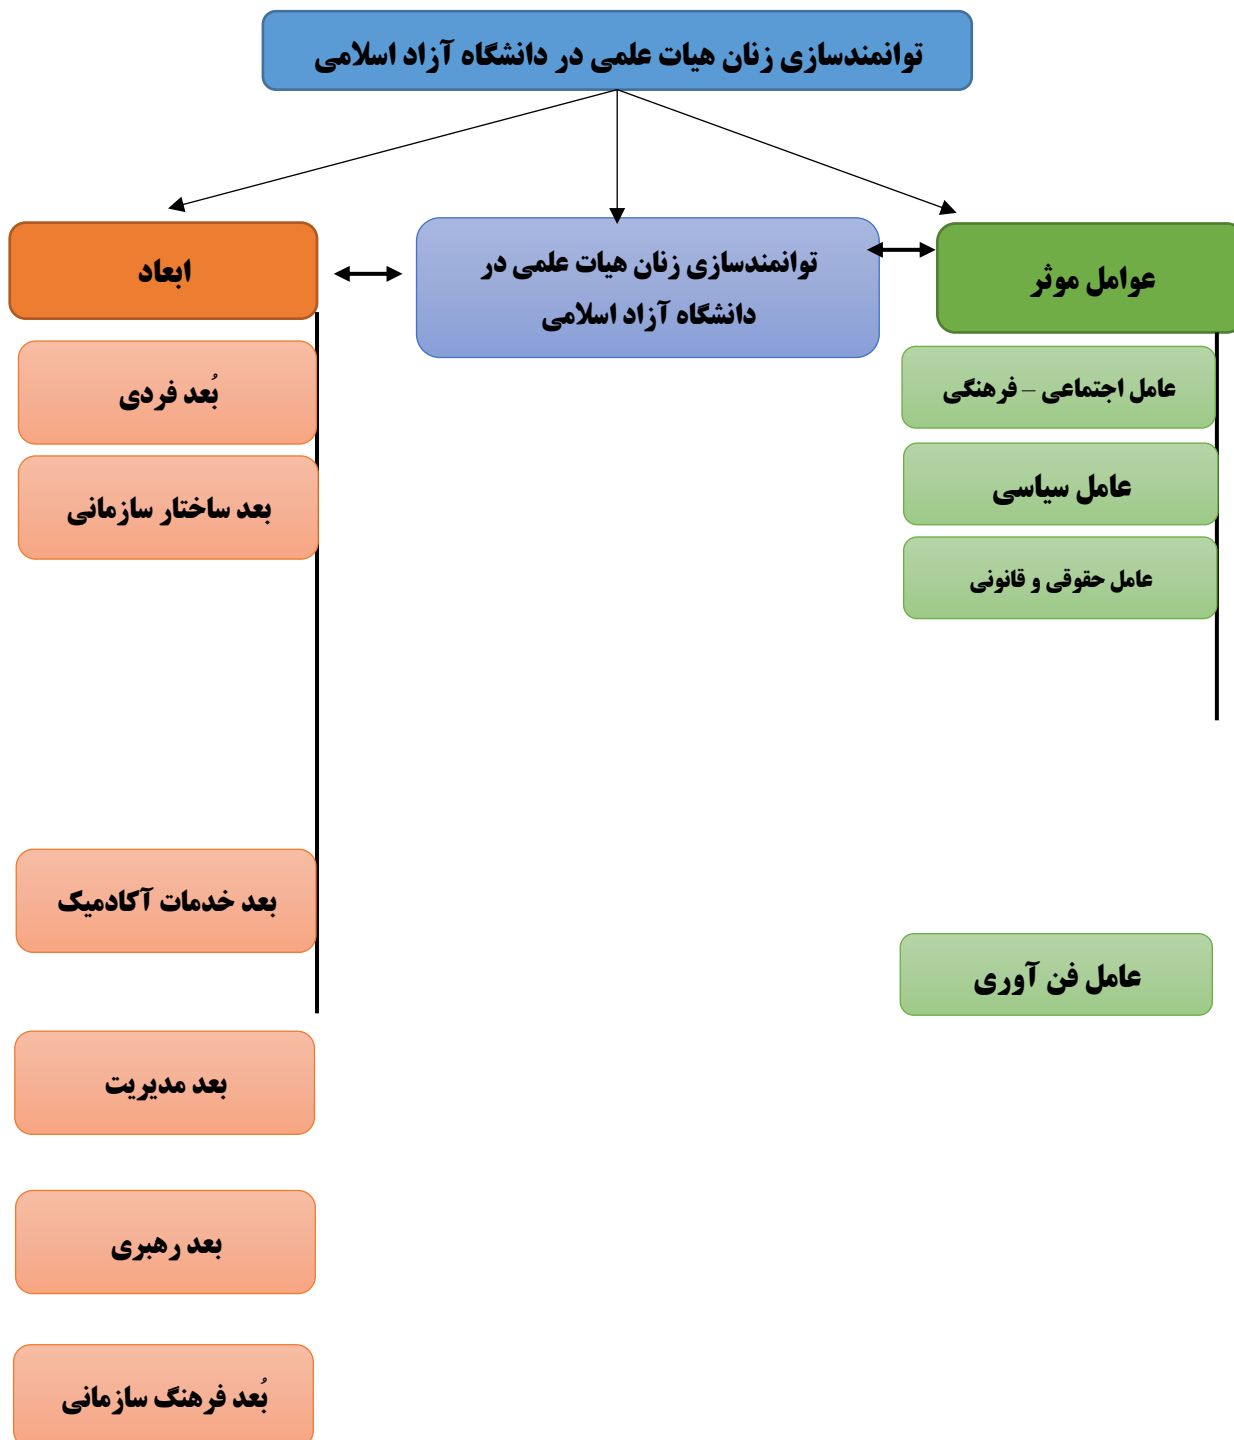 توانمندسازی زنان هیات علمی در دانشگاه آزاد اسلامی
عوامل موثر
توانمندسازی زنان هیات علمی در
دانشگاه آزاد اسلامی
ابعاد
عامل اجتماعی – فرهنگی
عامل سیاسی
عامل حقوقی و قانونی
عامل فن آوری
بُعد فردی
بعد ساختار سازمانی
بعد خدمات آکادمیک
بعد مدیریت
بعد رهبری
بُعد فرهنگ سازمانی